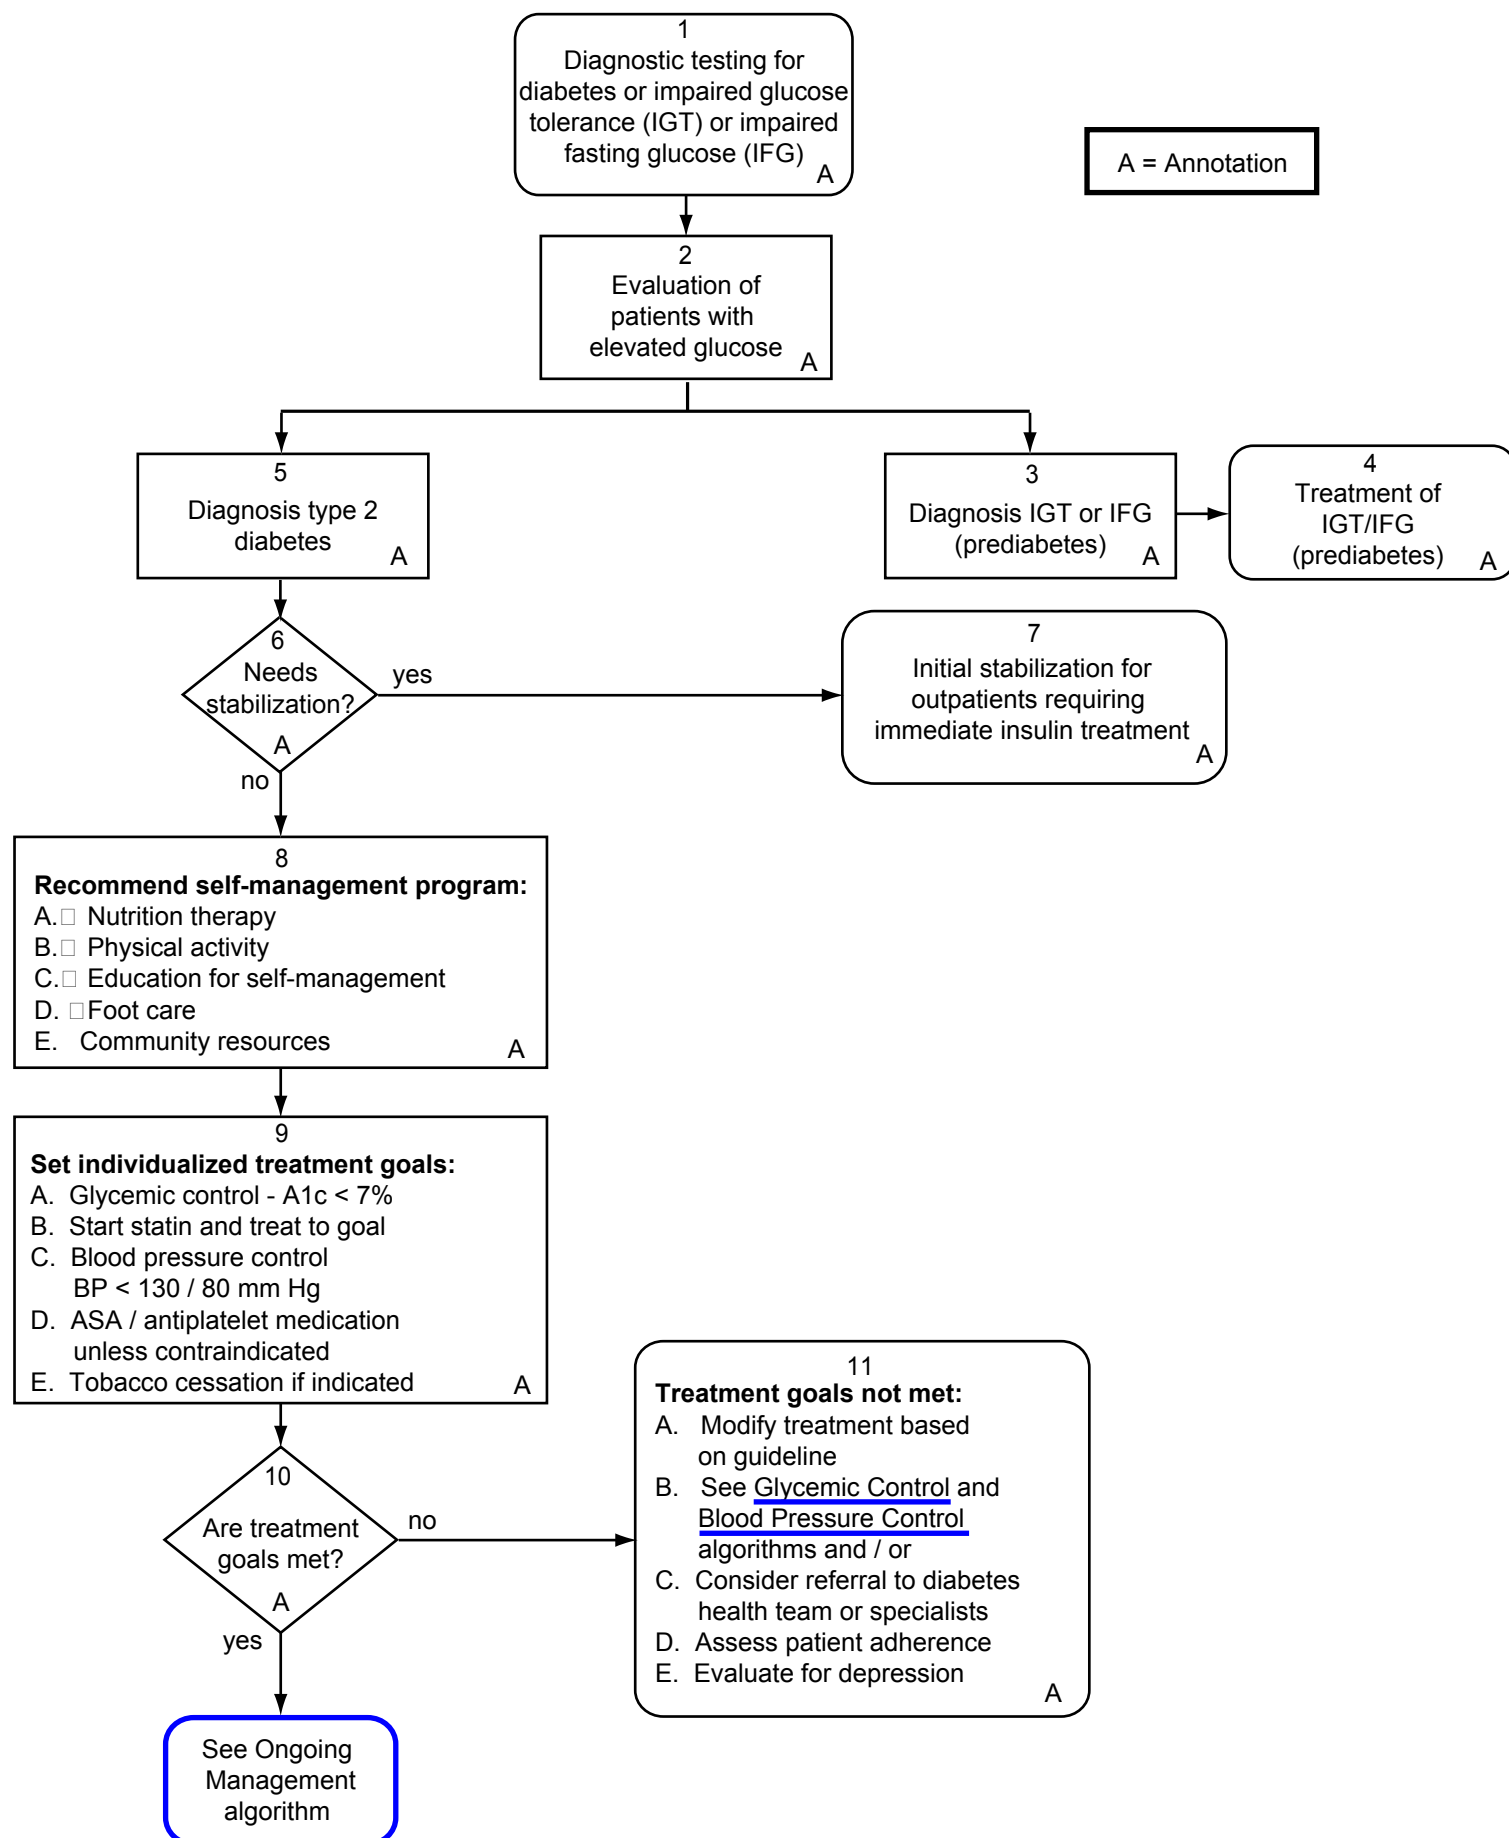 1
Diagnostic testing for
diabetes or impaired glucose
tolerance (IGT) or impaired
fasting glucose (IFG)
A
A = Annotation
2
Evaluation of
patients with
elevated glucose
A
5
Diagnosis type 2
diabetes
A
3
Diagnosis IGT or IFG
(prediabetes)
A
4
Treatment of
IGT/IFG
(prediabetes)
A
6
Needs
stabilization?
A
yes
no
7
Initial stabilization for
outpatients requiring
immediate insulin treatment
A
8
Recommend self-management program:
A. Nutrition therapy
B. Physical activity
C. Education for self-management
D. Foot care
E. Community resources
A
9
Set individualized treatment goals:
A. Glycemic control - A1c < 7%
B. Start statin and treat to goal
C. Blood pressure control
BP < 130 / 80 mm Hg
D. ASA / antiplatelet medication
unless contraindicated
E. Tobacco cessation if indicated
A
10
Are treatment
goals met?
A
no
yes
11
Treatment goals not met:
A. Modify treatment based
on guideline
B. See Glycemic Control and
Blood Pressure Control
algorithms and / or
C. Consider referral to diabetes
health team or specialists
D. Assess patient adherence
E. Evaluate for depression
A
See Ongoing
Management
algorithm